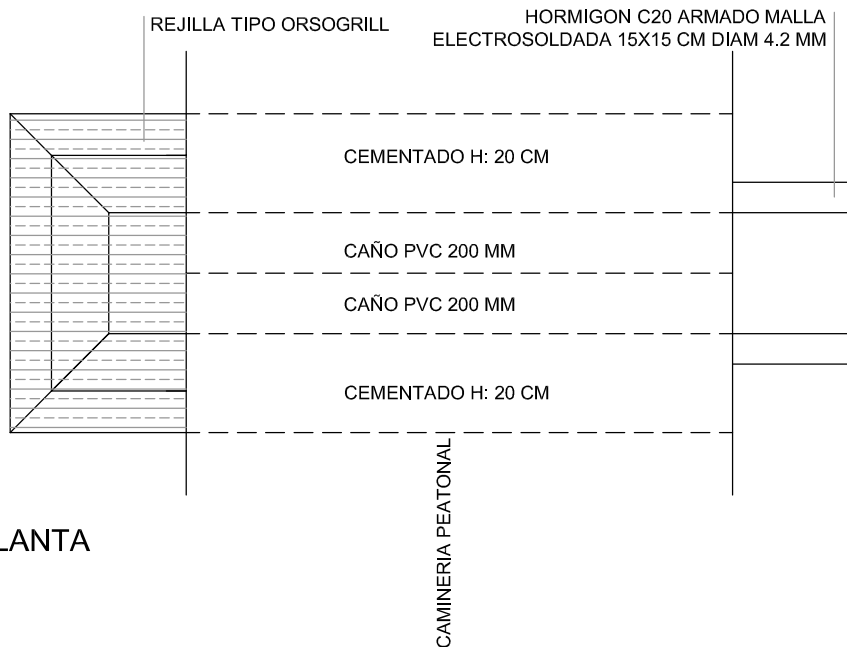 REJILLA TIPO ORSOGRILL
HORMIGON C20 ARMADO MALLA
ELECTROSOLDADA 15X15 CM DIAM 4.2 MM
CEMENTADO H: 20 CM
CAÑO PVC 200 MM
CAÑO PVC 200 MM
CEMENTADO H: 20 CM
CAMINERIA PEATONAL
LANTA